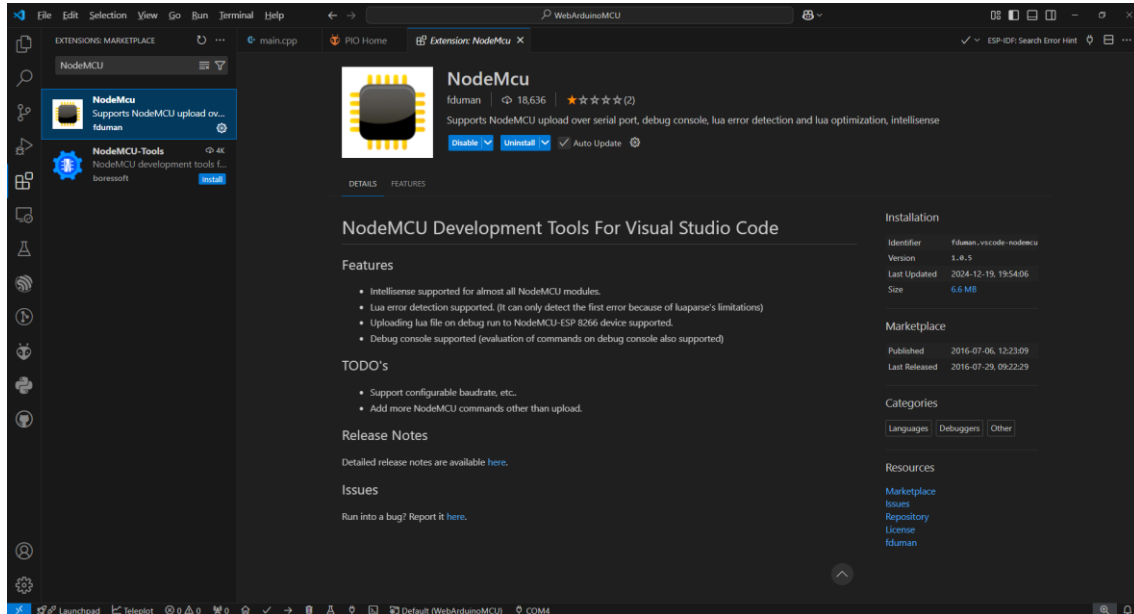 File Edit Selection View Go Run Terminal Help
WebArduinoMCU
EXTENSIONS: MARKETPLACE
NodeMCU
NodeMcu
Supports NodeMCU upload ov...
fduman
NodeMCU-Tools 4K
NodeMCU development tools f...
boressoft Install
main.cpp PIO Home Extension: NodeMcu
ESP-IDF: Search Error Hint
NodeMcu
fduman 18,636 (2)
Supports NodeMCU upload over serial port, debug console, lua error detection and lua optimization, intellisense
Disable Uninstall Auto Update
DETAILS FEATURES
NodeMCU Development Tools For Visual Studio Code
Features
Intellisense supported for almost all NodeMCU modules.
Lua error detection supported. (It can only detect the first error because of luaparse's limitations)
Uploading lua file on debug run to NodeMCU-ESP 8266 device supported.
Debug console supported (evaluation of commands on debug console also supported)
TODO's
Support configurable baudrate, etc..
Add more NodeMCU commands other than upload.
Release Notes
Detailed release notes are available here.
Issues
Run into a bug? Report it here.
Installation
Identifier fduman.vscode-nodemcu
Version 1.0.5
Last Updated 2024-12-19, 19:54:06
Size 6.6 MB
Marketplace
Published 2016-07-06, 12:23:09
Last Released 2016-07-29, 09:22:29
Categories
Languages Debuggers Other
Resources
Marketplace
Issues
Repository
License
fduman
Launchpad Teleplot 0 0 0 Default (WebArduinoMCU) COM4